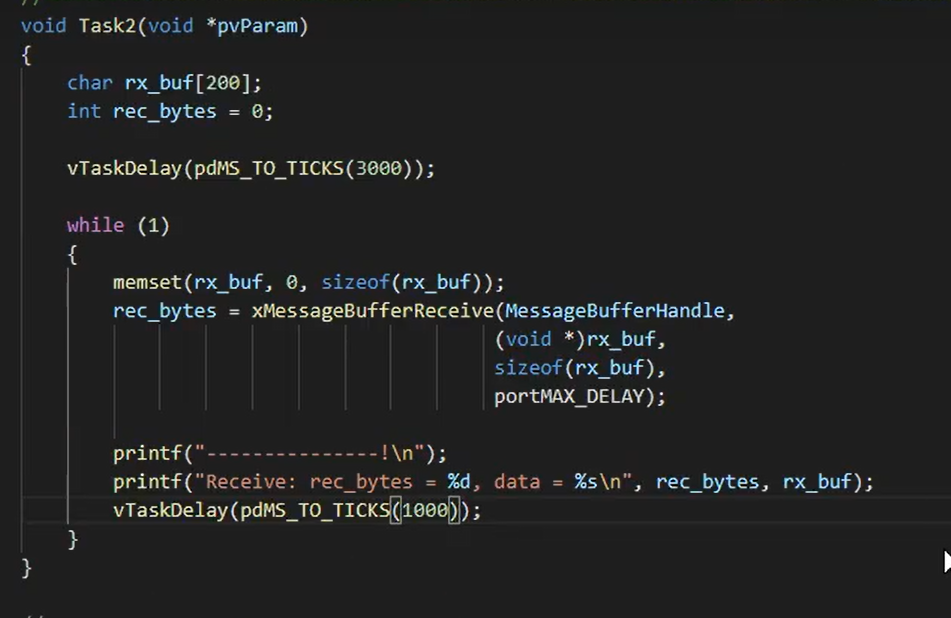 //
void Task2(void *pvParam)
{
    char rx_buf[200];
    int rec_bytes = 0;

    vTaskDelay(pdMS_TO_TICKS(3000));

    while (1)
    {
        memset(rx_buf, 0, sizeof(rx_buf));
        rec_bytes = xMessageBufferReceive(MessageBufferHandle,
                                         (void *)rx_buf,
                                         sizeof(rx_buf),
                                         portMAX_DELAY);

        printf("---------------!\n");
        printf("Receive: rec_bytes = %d, data = %s\n", rec_bytes, rx_buf);
        vTaskDelay(pdMS_TO_TICKS(1000));
    }
}
//